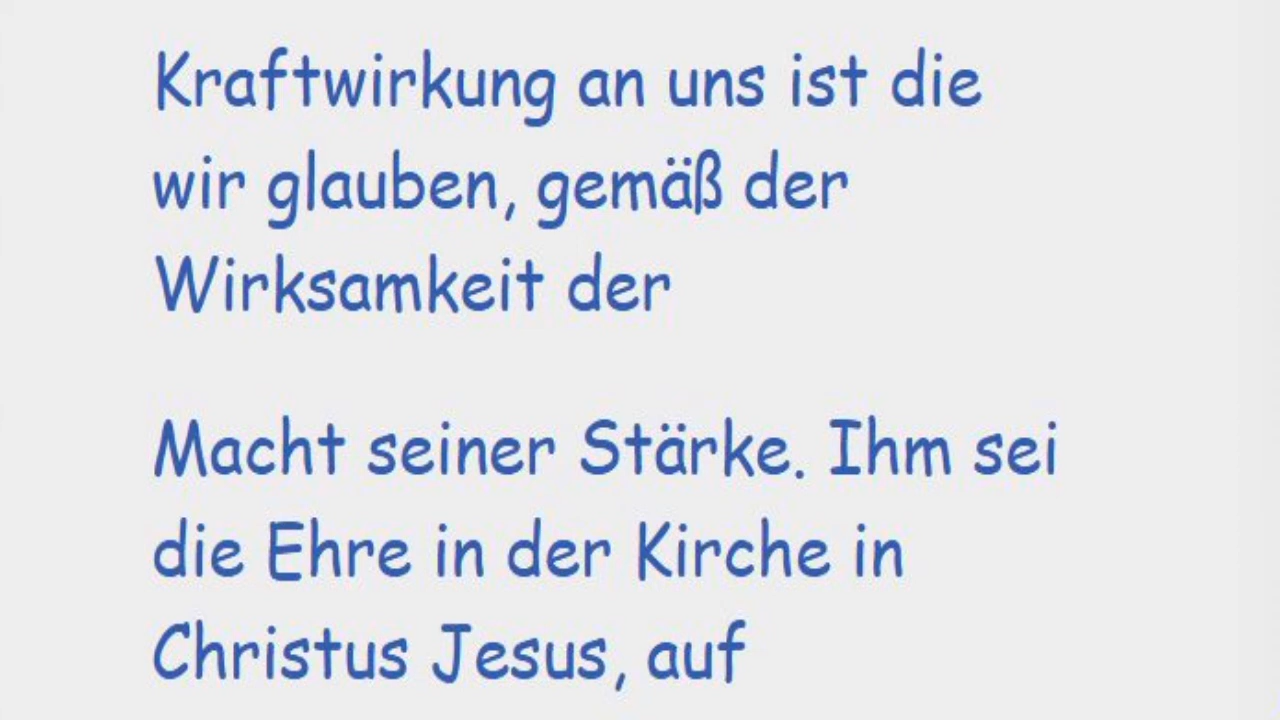 Kraftwirkung an uns ist die
wir glauben, gemäß der
Wirksamkeit der
Macht seiner Stärke. Ihm sei
die Ehre in der Kirche in
Christus Jesus, auf